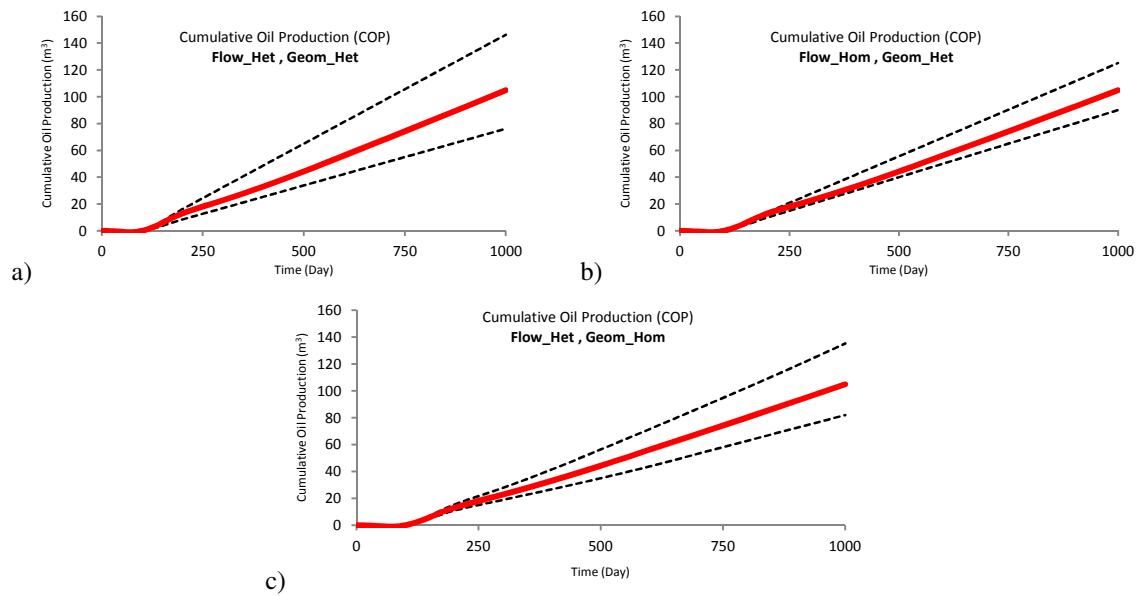 a)
Cumulative Oil Production (COP)
Flow_Het , Geom_Het
Cumulative Oil Production (m³)
160
140
120
100
80
60
40
20
0
0 250 500 750 1000
Time (Day)
b)
Cumulative Oil Production (COP)
Flow_Hom , Geom_Het
Cumulative Oil Production (m³)
160
140
120
100
80
60
40
20
0
0 250 500 750 1000
Time (Day)
c)
Cumulative Oil Production (COP)
Flow_Het , Geom_Hom
Cumulative Oil Production (m³)
160
140
120
100
80
60
40
20
0
0 250 500 750 1000
Time (Day)